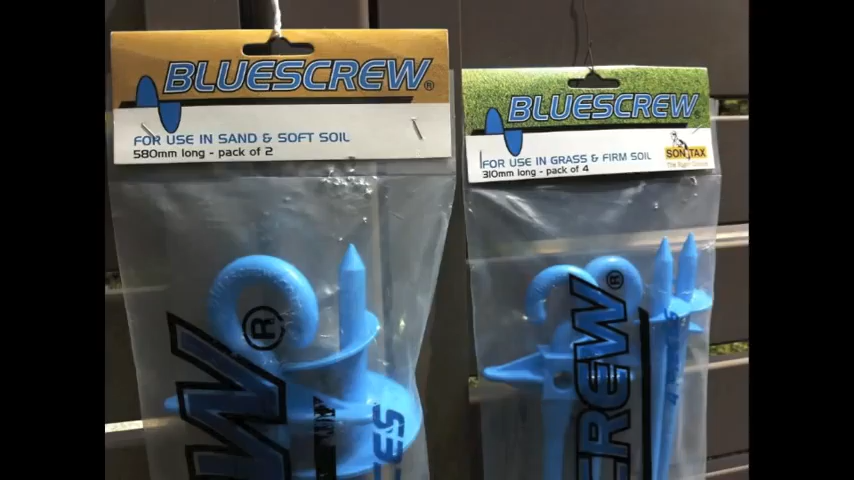 BLUESCREW®
FOR USE IN SAND & SOFT SOIL
580mm long - pack of 2
BLUESCREW®
FOR USE IN GRASS & FIRM SOIL
310mm long - pack of 4
SONTAX
W®
CREW®